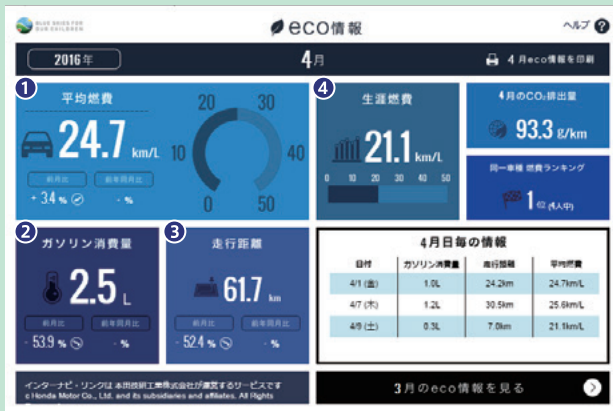 BLUE SKIES FOR
OUR CHILDREN
eco情報
ヘルプ ?
2016年
4月
4月eco情報を印刷
1
平均燃費
24.7 km/L
前月比
前年同月比
+ 3.4 %
- %
0
10
20
30
40
50
4
生涯燃費
21.1 km/L
0 10 20 30 40 50
4月のCO₂排出量
93.3 g/km
同一車種 燃費ランキング
1
2
ガソリン消費量
2.5 L
前月比
前年同月比
- 53.9 %
- %
3
走行距離
61.7 km
前月比
前年同月比
- 52.4 %
- %
4月日毎の情報
日付 ガソリン消費量 走行距離 平均燃費
4/1 (金) 1.0L 24.2km 24.7km/L
4/7 (木) 1.2L 30.5km 25.6km/L
4/9 (土) 0.3L 7.0km 21.1km/L
インターナビ・リンクは 本田技研工業株式会社が運営するサービスです
c Honda Motor Co., Ltd. and its subsidiaries and affiliates. All Rights
3月のeco情報を見る